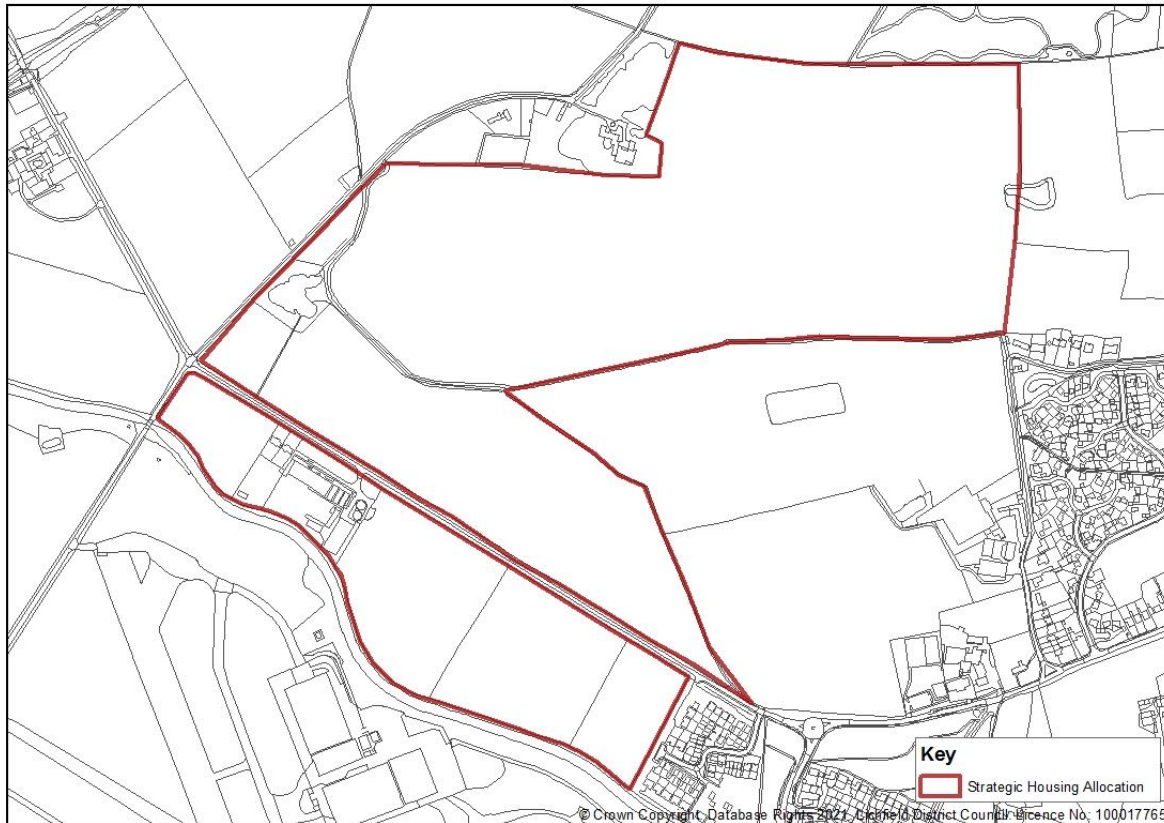 Key
Strategic Housing Allocation
© Crown Copyright, Database Rights 2021, Lichfield District Council. Licence No: 100017765